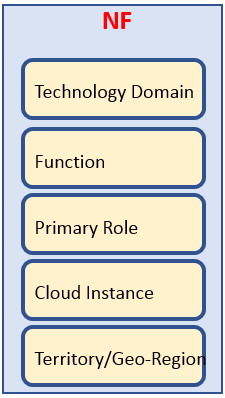 NF
Technology Domain
Function
Primary Role
Cloud Instance
Territory/Geo-Region